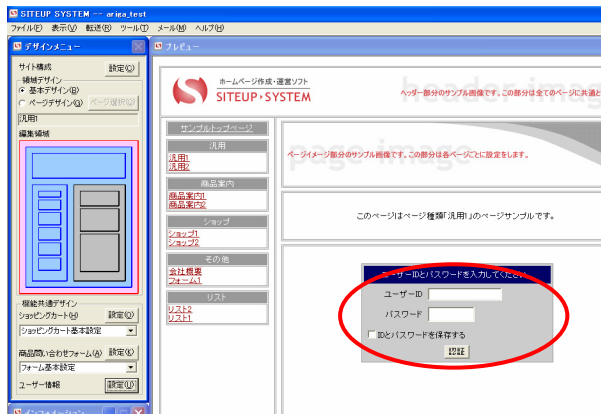 SITEUP SYSTEM -- ariga_test
ファイル(F) 表示(V) 転送(R) ツール(T) メール(M) ヘルプ(H)
デザインメニュー
サイト構成
設定(C)
領域デザイン
基本デザイン(B)
ページデザイン(G)
ページ選択(P)
汎用1
編集領域
機能共通デザイン
ショッピングカート(H)
設定(O)
ショッピングカート基本設定
商品問い合わせフォーム(A)
設定(K)
フォーム基本設定
ユーザー情報
設定(U)
インフォメーション
プレビュー
ホームページ作成・運営ソフト
SITEUP SYSTEM
header-imag
ヘッダー部分のサンプル画像です。この部分は全てのページに共通と
サンプルトップページ
汎用
汎用1
汎用2
商品案内
商品案内1
商品案内2
ショップ
ショップ1
ショップ2
その他
会社概要
フォーム1
リスト
リスト2
リスト1
page-image
ページイメージ部分のサンプル画像です。この部分は各ページごとに設定をします。
このページはページ種類「汎用1」のページサンプルです。
ユーザーIDとパスワードを入力してください
ユーザーID
パスワード
IDとパスワードを保存する
認証